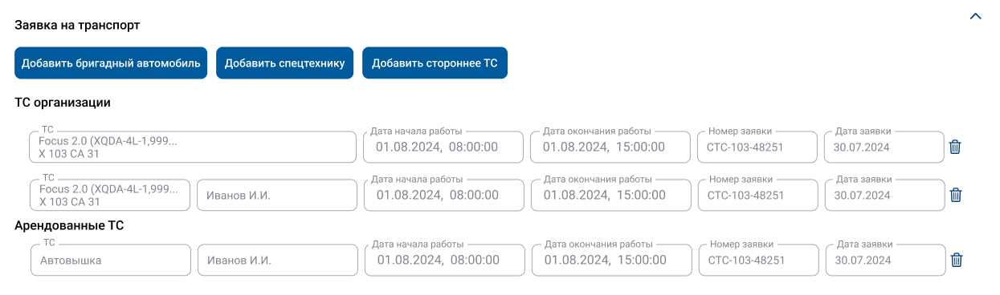 Заявка на транспорт
Добавить бригадный автомобиль Добавить спецтехнику Добавить стороннее ТС
ТС организации
ТС Дата начала работы Дата окончания работы Номер заявки Дата заявки
Focus 2.0 (XQDA-4L-1,999...
X 103 CA 31 01.08.2024, 08:00:00 01.08.2024, 15:00:00 СТС-103-48251 30.07.2024
ТС Дата начала работы Дата окончания работы Номер заявки Дата заявки
Focus 2.0 (XQDA-4L-1,999...
X 103 CA 31 Иванов И.И. 01.08.2024, 08:00:00 01.08.2024, 15:00:00 СТС-103-48251 30.07.2024
Арендованные ТС
ТС Дата начала работы Дата окончания работы Номер заявки Дата заявки
Автовышка Иванов И.И. 01.08.2024, 08:00:00 01.08.2024, 15:00:00 СТС-103-48251 30.07.2024